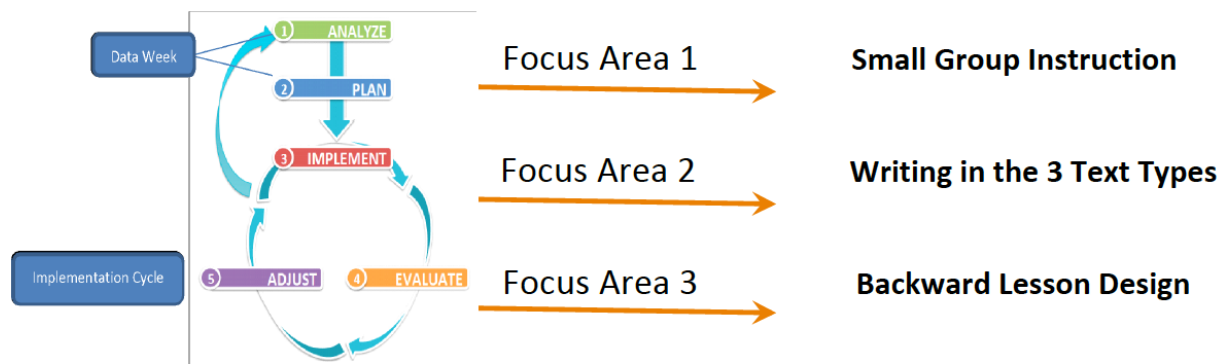 Data Week
1 ANALYZE
2 PLAN
3 IMPLEMENT
Implementation Cycle
5 ADJUST
4 EVALUATE
Focus Area 1
Small Group Instruction
Focus Area 2
Writing in the 3 Text Types
Focus Area 3
Backward Lesson Design